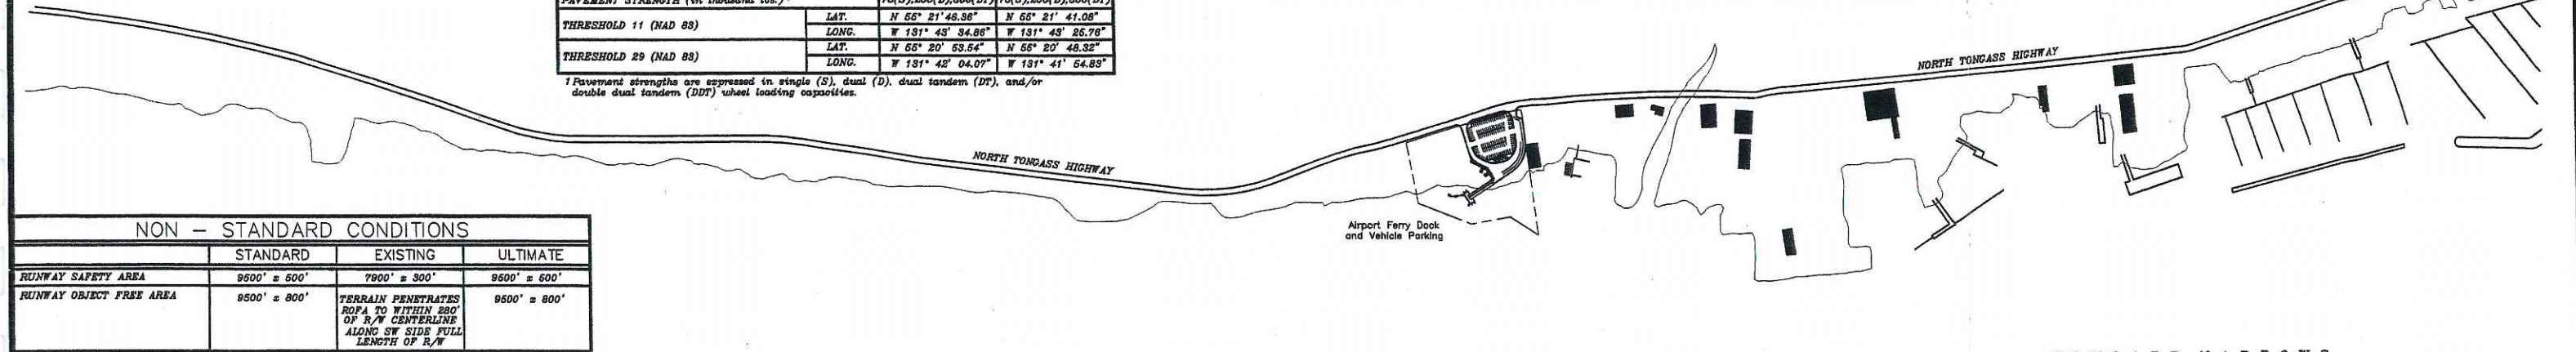 THRESHOLD 11 (NAD 83) LAT. N 55° 21' 46.36" N 55° 21' 41.08"
LONG. W 131° 43' 34.86" W 131° 43' 25.76"
THRESHOLD 29 (NAD 83) LAT. N 55° 20' 53.54" N 55° 20' 48.32"
LONG. W 131° 42' 04.07" W 131° 41' 54.83"
1 Pavement strengths are expressed in single (S), dual (D), dual tandem (DT), and/or
double dual tandem (DDT) wheel loading capacities.
NORTH TONGASS HIGHWAY
NORTH TONGASS HIGHWAY
Airport Ferry Dock
and Vehicle Parking
NON - STANDARD CONDITIONS
STANDARD EXISTING ULTIMATE
RUNWAY SAFETY AREA 9500' x 500' 7900' x 300' 9500' x 500'
RUNWAY OBJECT FREE AREA 9500' x 800' TERRAIN PENETRATES 9500' x 800'
ROFA TO WITHIN 280'
OF R/W CENTERLINE
ALONG SW SIDE FULL
LENGTH OF R/W